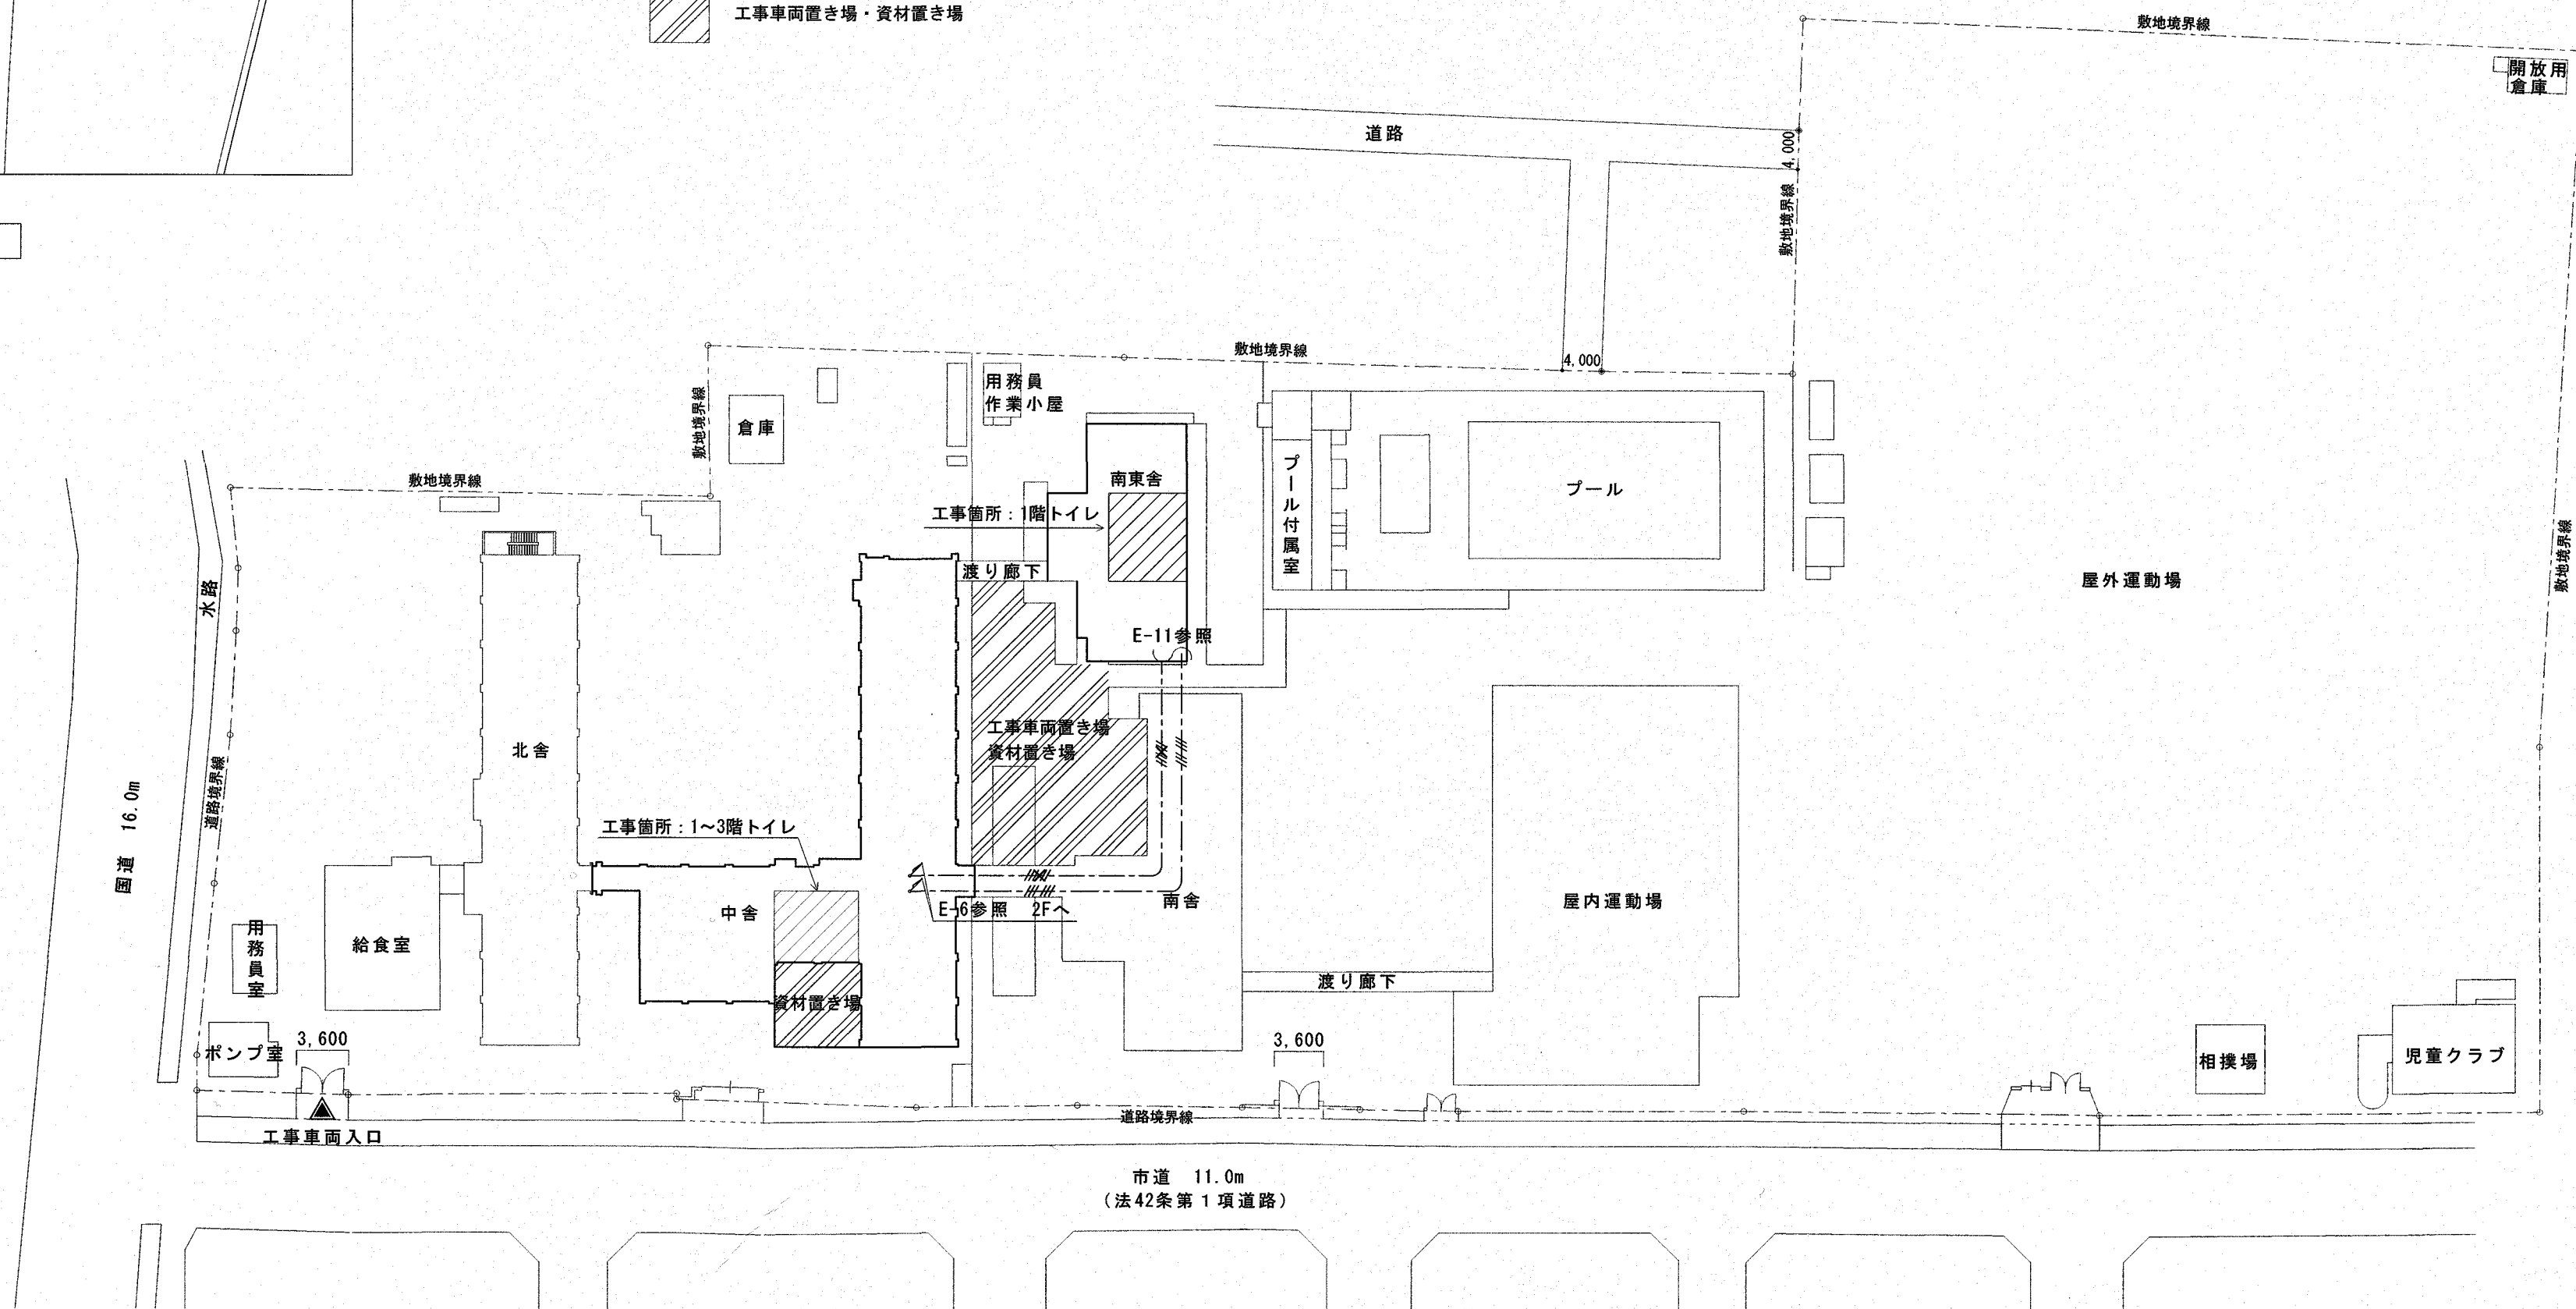 工事車両置き場・資材置き場
敷地境界線
開放用
倉庫
道路
4,000
敷地境界線
敷地境界線
4,000
敷地境界線
用務員
作業小屋
倉庫
敷地境界線
南東舎
プール付属室
プール
工事箇所：1階トイレ
渡り廊下
水路
屋外運動場
敷地境界線
E-11参照
工事車両置き場
資材置き場
北舎
道路境界線
国道 16.0m
工事箇所：1～3階トイレ
中舎
E-6参照 2Fへ
南舎
屋内運動場
用務員室
給食室
資材置き場
渡り廊下
ポンプ室
3,600
3,600
相撲場
児童クラブ
道路境界線
工事車両入口
市道 11.0m
（法42条第１項道路）